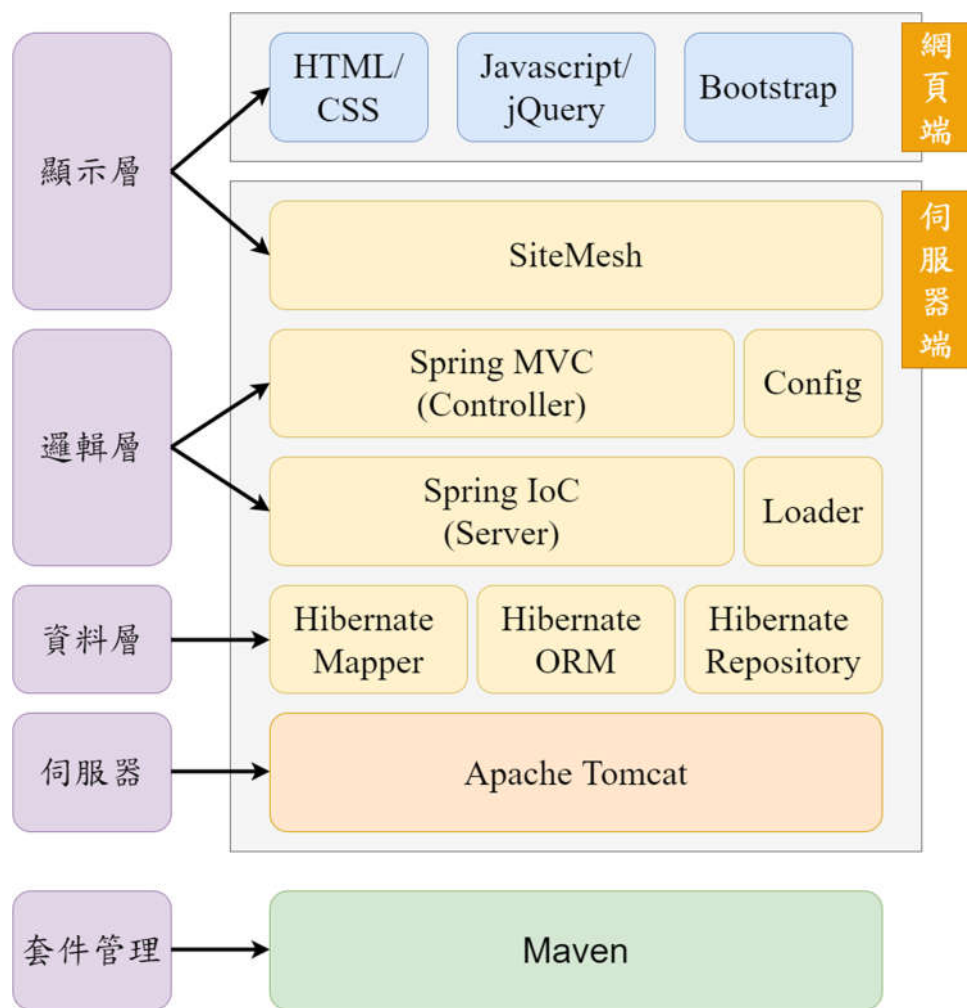 顯示層
HTML/
CSS
Javascript/
jQuery
Bootstrap
網頁端
SiteMesh
伺服器端
邏輯層
Spring MVC
(Controller)
Config
Spring IoC
(Server)
Loader
資料層
Hibernate
Mapper
Hibernate
ORM
Hibernate
Repository
伺服器
Apache Tomcat
套件管理
Maven